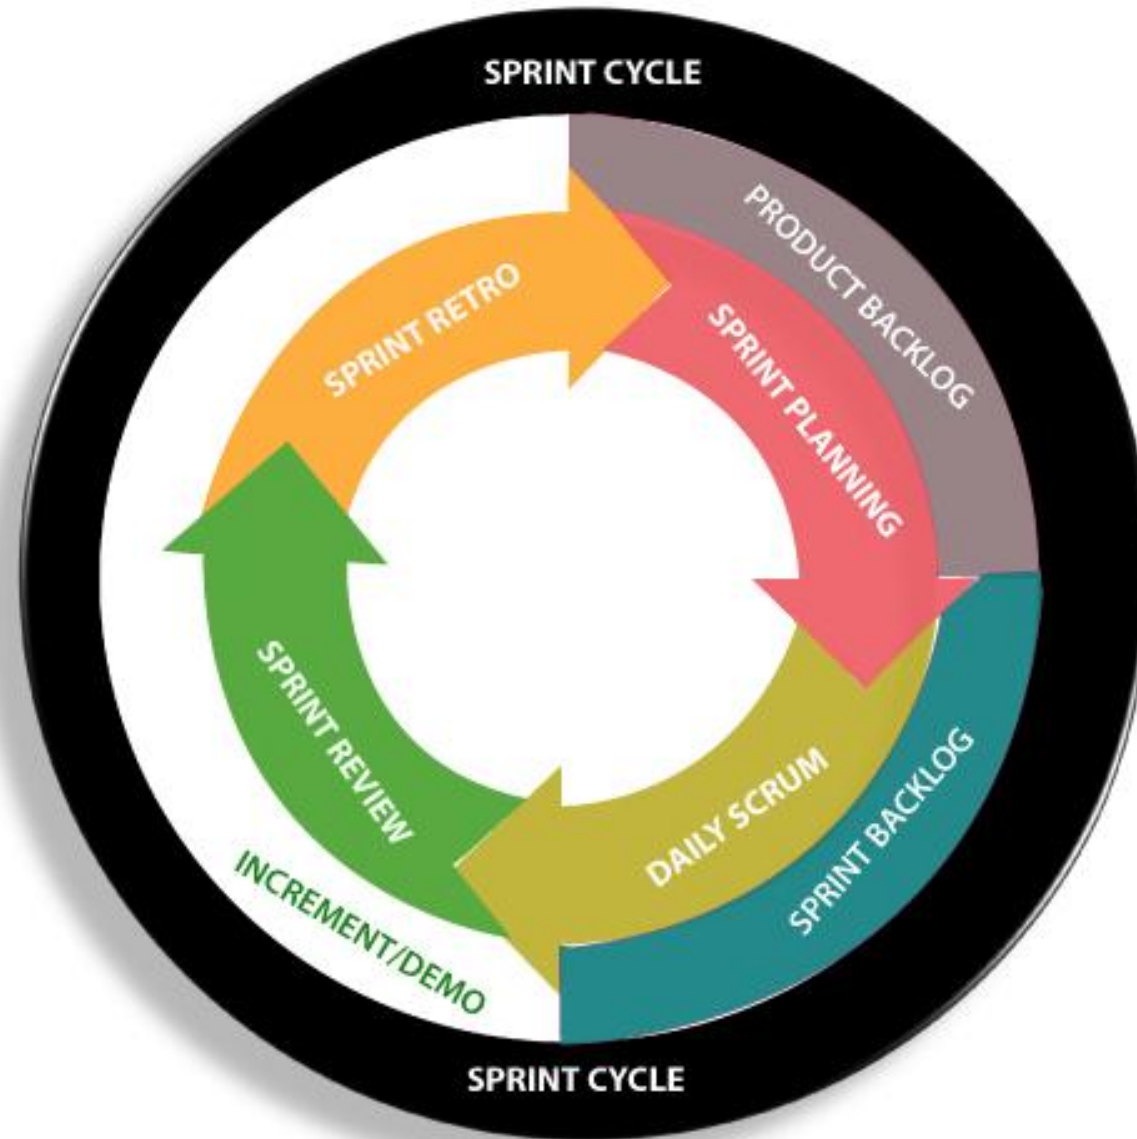 SPRINT CYCLE
PRODUCT BACKLOG
SPRINT RETRO
SPRINT PLANNING
SPRINT REVIEW
DAILY SCRUM
SPRINT BACKLOG
INCREMENT/DEMO
SPRINT CYCLE